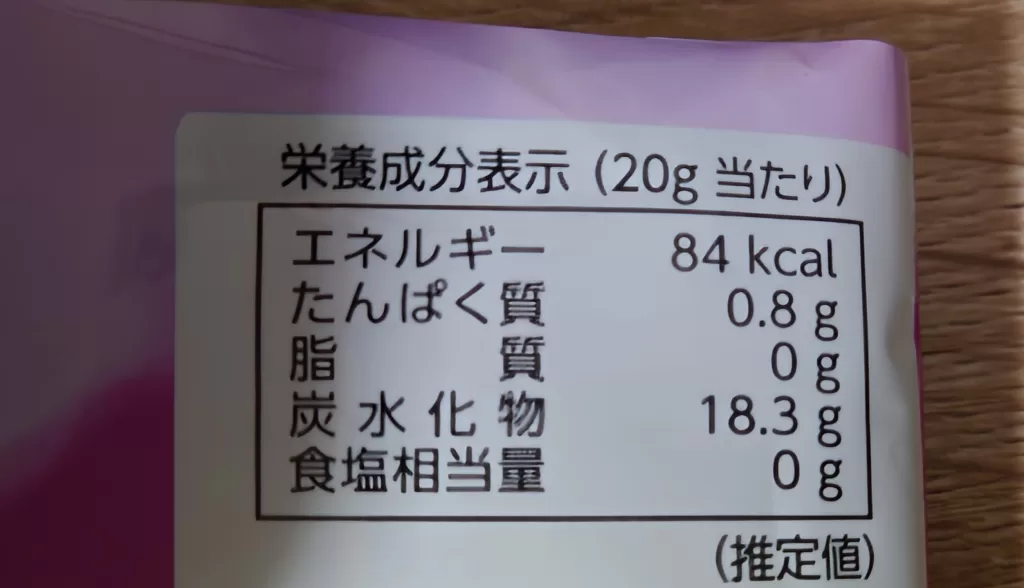 栄養成分表示 (20g 当たり)
エネルギー 84 kcal
たんぱく質 0.8 g
脂質 0 g
炭水化物 18.3 g
食塩相当量 0 g
(推定値)